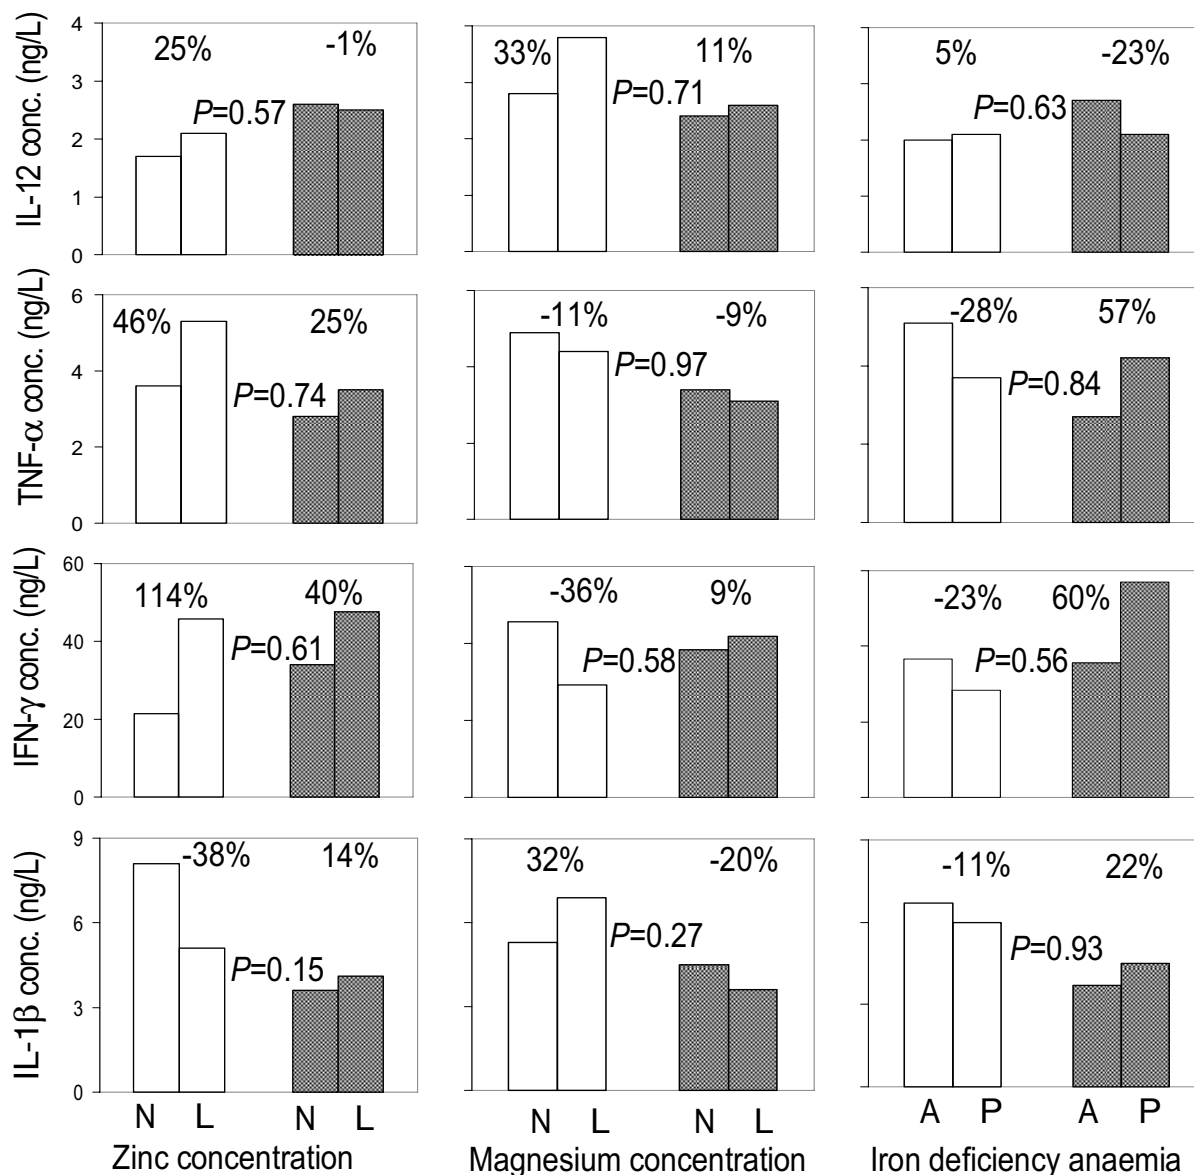 IL-12 conc. (ng/L)
4
3
2
1
0
25%
-1%
P=0.57
33%
11%
P=0.71
5%
-23%
P=0.63
TNF-α conc. (ng/L)
6
4
2
0
46%
25%
P=0.74
-11%
-9%
P=0.97
-28%
57%
P=0.84
IFN-γ conc. (ng/L)
60
40
20
0
114%
40%
P=0.61
-36%
9%
P=0.58
-23%
60%
P=0.56
IL-1β conc. (ng/L)
9
6
3
0
-38%
14%
P=0.15
32%
-20%
P=0.27
-11%
22%
P=0.93
N L N L
N L N L
A P A P
Zinc concentration
Magnesium concentration
Iron deficiency anaemia